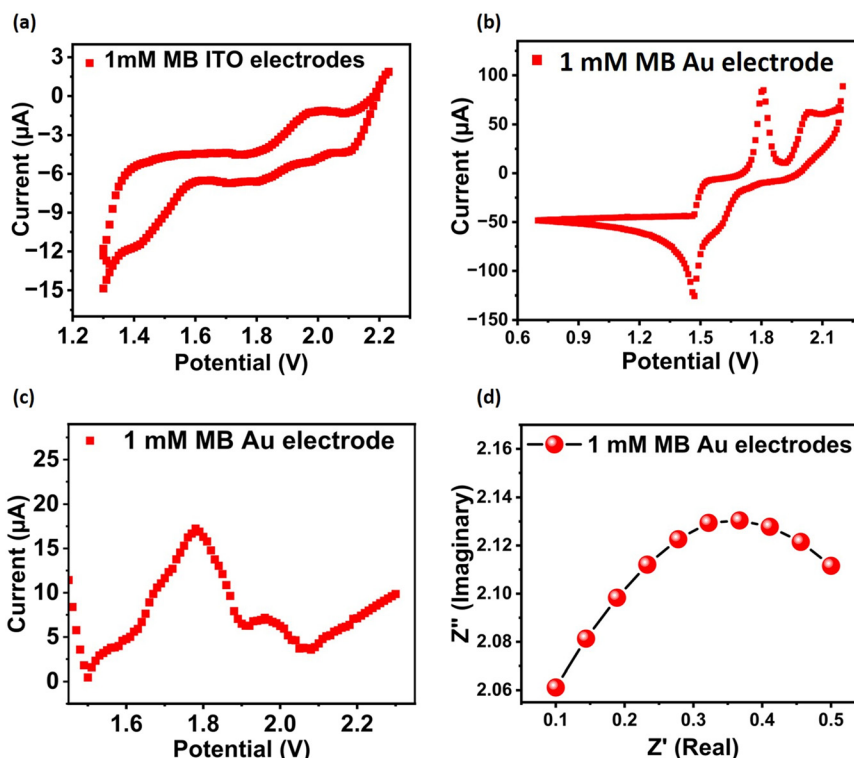 (a)
1mM MB ITO electrodes
3
0
−3
−6
−9
−12
−15
Current (µA)
1.2 1.4 1.6 1.8 2.0 2.2
Potential (V)
(b)
1 mM MB Au electrode
100
50
0
−50
−100
−150
Current (µA)
0.6 0.9 1.2 1.5 1.8 2.1
Potential (V)
(c)
1 mM MB Au electrode
25
20
15
10
5
0
Current (µA)
1.6 1.8 2.0 2.2
Potential (V)
(d)
1 mM MB Au electrodes
2.16
2.14
2.13
2.10
2.08
2.06
Z" (Imaginary)
0.1 0.2 0.3 0.4 0.5
Z' (Real)